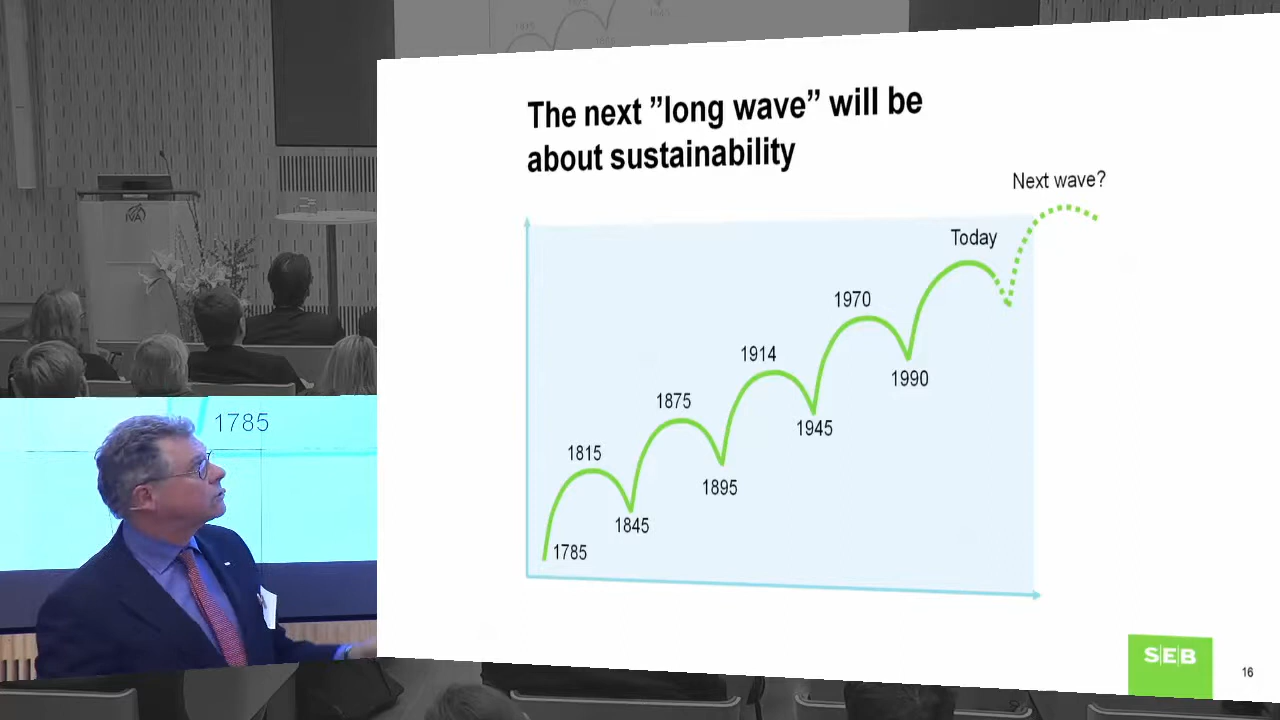 The next ”long wave” will be
about sustainability
Next wave?
Today
1970
1914
1990
1875
1945
1815
1895
1845
1785
1785
IVA
SEB
16